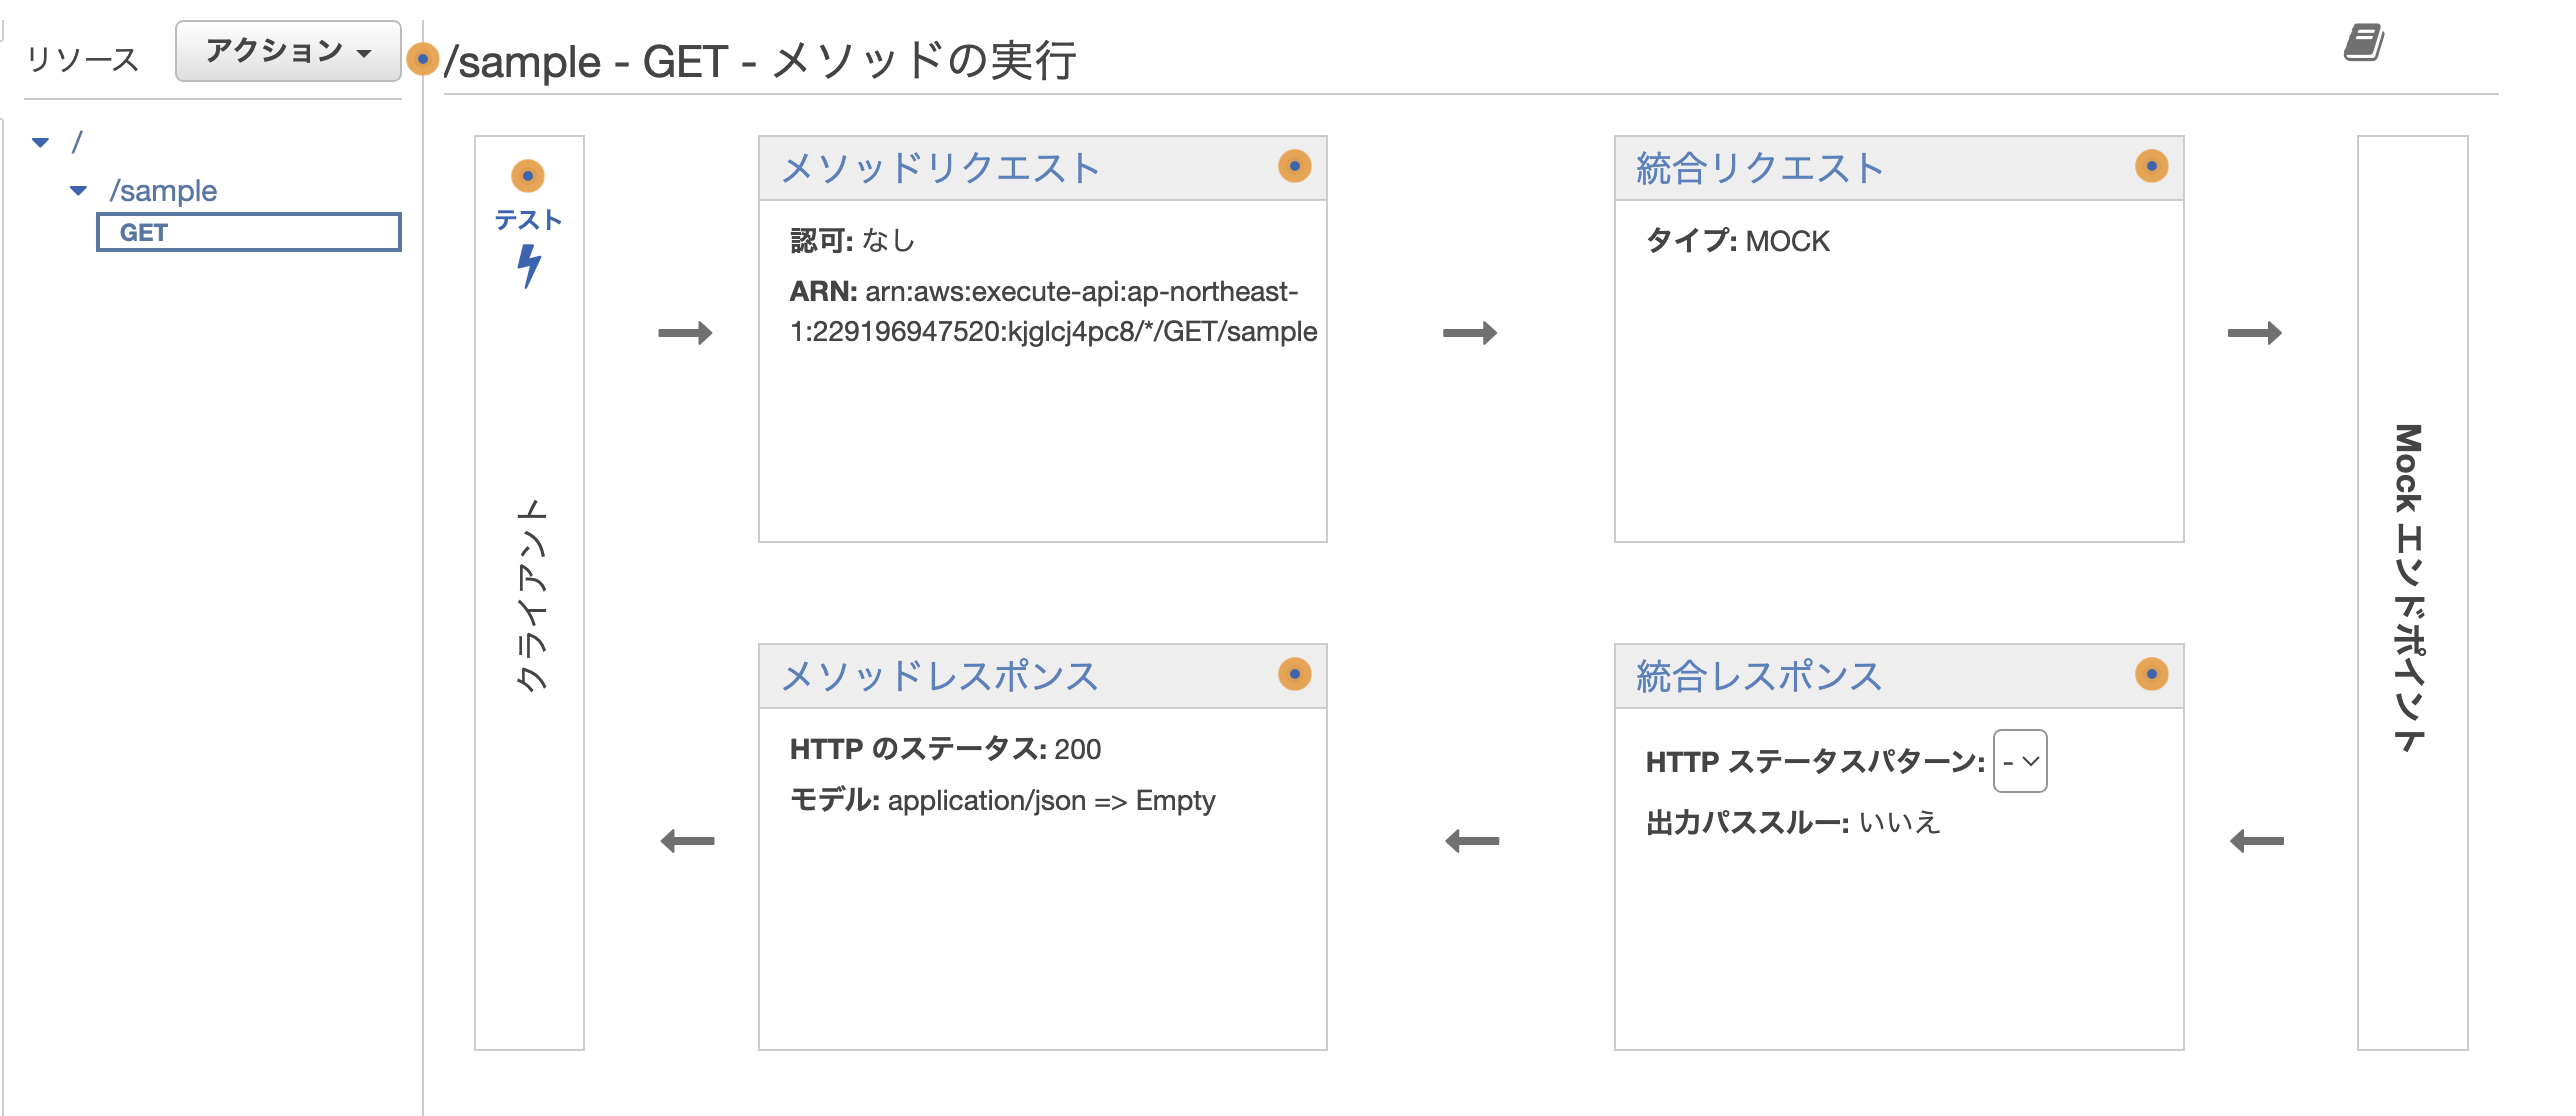 リソース
アクション
/sample - GET - メソッドの実行
/
/sample
GET
テスト
クライアント
メソッドリクエスト
認可: なし
ARN: arn:aws:execute-api:ap-northeast-
1:229196947520:kjglcj4pc8/*/GET/sample
統合リクエスト
タイプ: MOCK
Mock エンドポイント
メソッドレスポンス
HTTP のステータス: 200
モデル: application/json => Empty
統合レスポンス
HTTP ステータスパターン: -
出力パススルー: いいえ